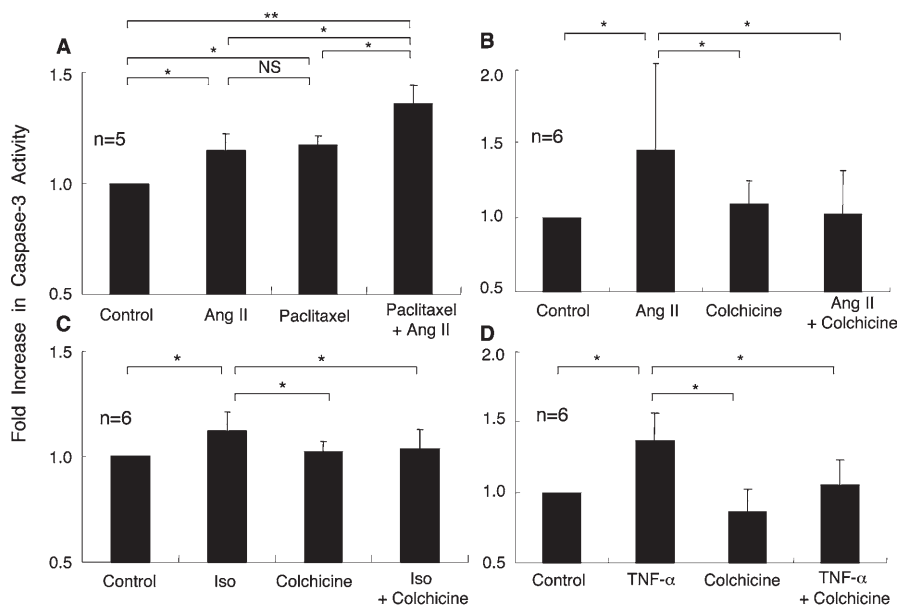 Fold Increase in Caspase-3 Activity
A
**
*
*
*
*
NS
1.5
n=5
1.0
0.5
Control
Ang II
Paclitaxel
Paclitaxel
+ Ang II
B
*
*
*
2.0
n=6
1.5
1.0
0.5
Control
Ang II
Colchicine
Ang II
+ Colchicine
C
1.5
*
*
*
n=6
1.0
0.5
Control
Iso
Colchicine
Iso
+ Colchicine
D
2.0
*
*
*
n=6
1.5
1.0
0.5
Control
TNF-α
Colchicine
TNF-α
+ Colchicine